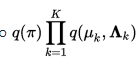 ∘ q(π) ∏_{k=1}^{K} q(μ_k, Λ_k)